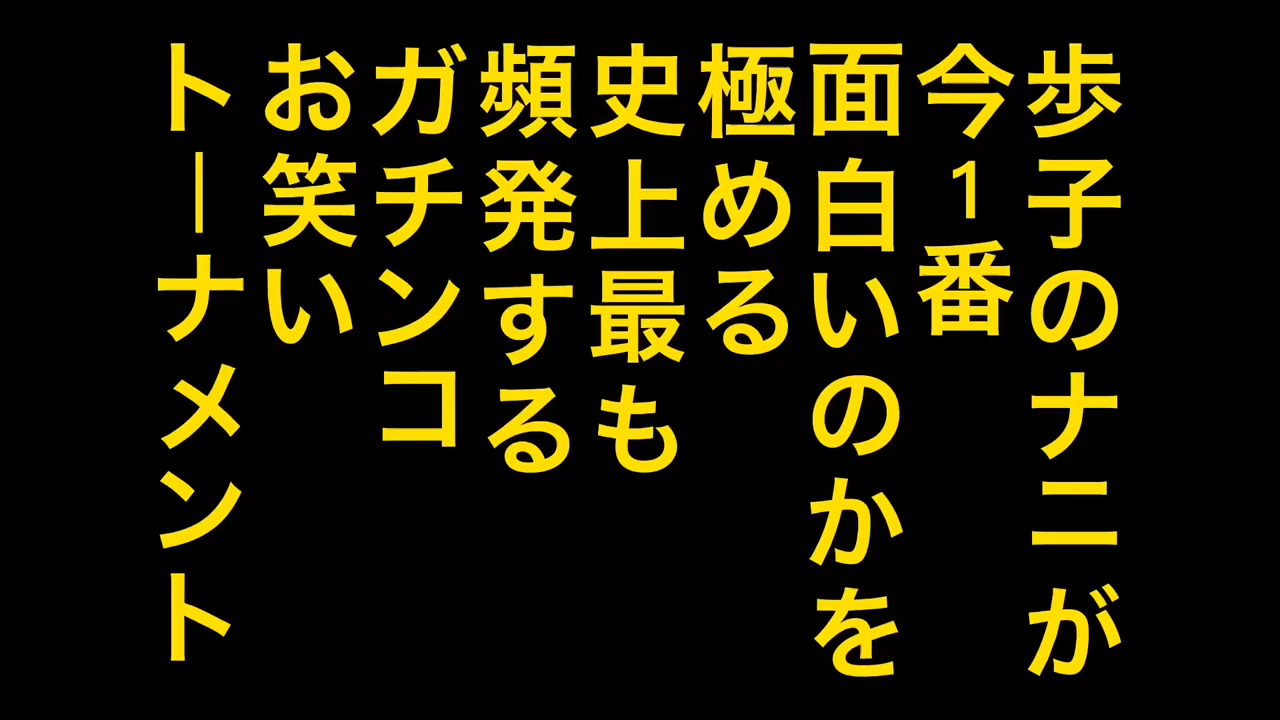 歩子のナニが
今1番
面白いのかを
極める
史上最も
頻発する
ガチンコ
お笑い
トーナメント